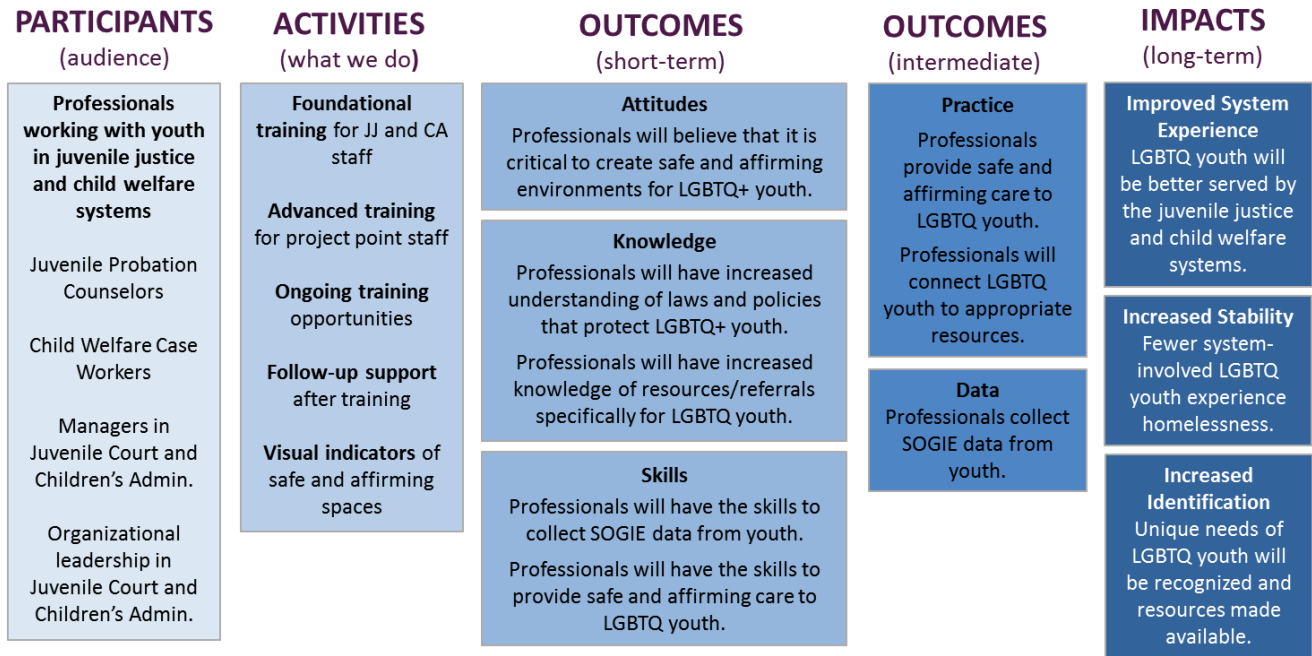 PARTICIPANTS
(audience)
Professionals
working with youth
in juvenile justice
and child welfare
systems
Juvenile Probation
Counselors
Child Welfare Case
Workers
Managers in
Juvenile Court and
Children's Admin.
Organizational
leadership in
Juvenile Court and
Children's Admin.
ACTIVITIES
(what we do)
Foundational
training for JJ and CA
staff
Advanced training
for project point staff
Ongoing training
opportunities
Follow-up support
after training
Visual indicators of
safe and affirming
spaces
OUTCOMES
(short-term)
Attitudes
Professionals will believe that it is
critical to create safe and affirming
environments for LGBTQ+ youth.
Knowledge
Professionals will have increased
understanding of laws and policies
that protect LGBTQ+ youth.
Professionals will have increased
knowledge of resources/referrals
specifically for LGBTQ youth.
Skills
Professionals will have the skills to
collect SOGIE data from youth.
Professionals will have the skills to
provide safe and affirming care to
LGBTQ youth.
OUTCOMES
(intermediate)
Practice
Professionals
provide safe and
affirming care to
LGBTQ youth.
Professionals will
connect LGBTQ
youth to appropriate
resources.
Data
Professionals collect
SOGIE data from
youth.
IMPACTS
(long-term)
Improved System
Experience
LGBTQ youth will
be better served by
the juvenile justice
and child welfare
systems.
Increased Stability
Fewer system-
involved LGBTQ
youth experience
homelessness.
Increased
Identification
Unique needs of
LGBTQ youth will
be recognized and
resources made
available.